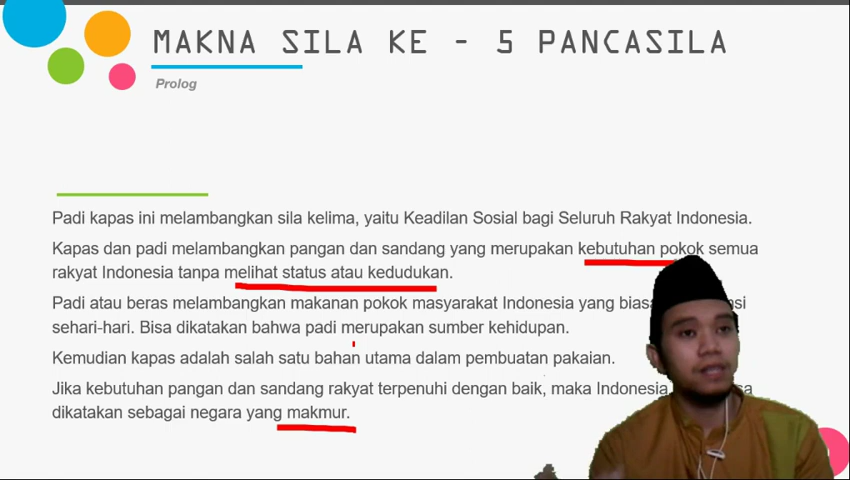 MAKNA SILA KE - 5 PANCASILA
Prolog
Padi kapas ini melambangkan sila kelima, yaitu Keadilan Sosial bagi Seluruh Rakyat Indonesia.
Kapas dan padi melambangkan pangan dan sandang yang merupakan kebutuhan pokok semua
rakyat Indonesia tanpa melihat status atau kedudukan.
Padi atau beras melambangkan makanan pokok masyarakat Indonesia yang
sehari-hari. Bisa dikatakan bahwa padi merupakan sumber kehidupan.
Kemudian kapas adalah salah satu bahan utama dalam pembuatan pakaian.
Jika kebutuhan pangan dan sandang rakyat terpenuhi dengan baik, maka Indonesia
dikatakan sebagai negara yang makmur.